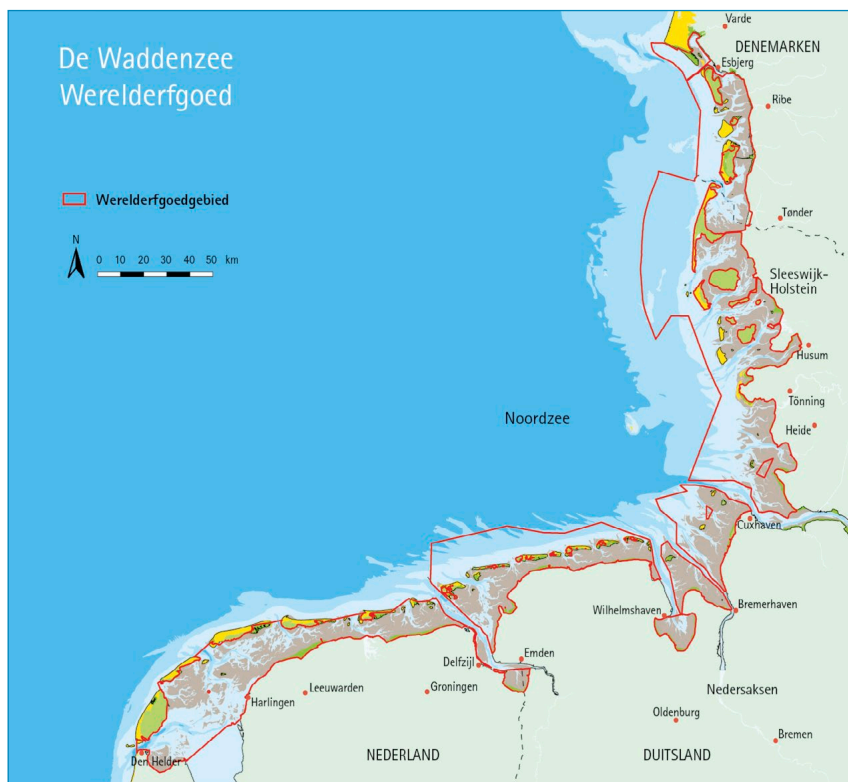 De Waddenzee
Werelderfgoed
Werelderfgoedgebied
N
0 10 20 30 40 50 km
Varde
DENEMARKEN
Esbjerg
Ribe
Tønder
Sleeswijk-
Holstein
Husum
Tönning
Noordzee
Heide
Cuxhaven
Wilhelmshaven
Bremerhaven
Delfzijl
Emden
Harlingen
Leeuwarden
Groningen
Nedersaksen
Oldenburg
Bremen
Den Helder
NEDERLAND
DUITSLAND